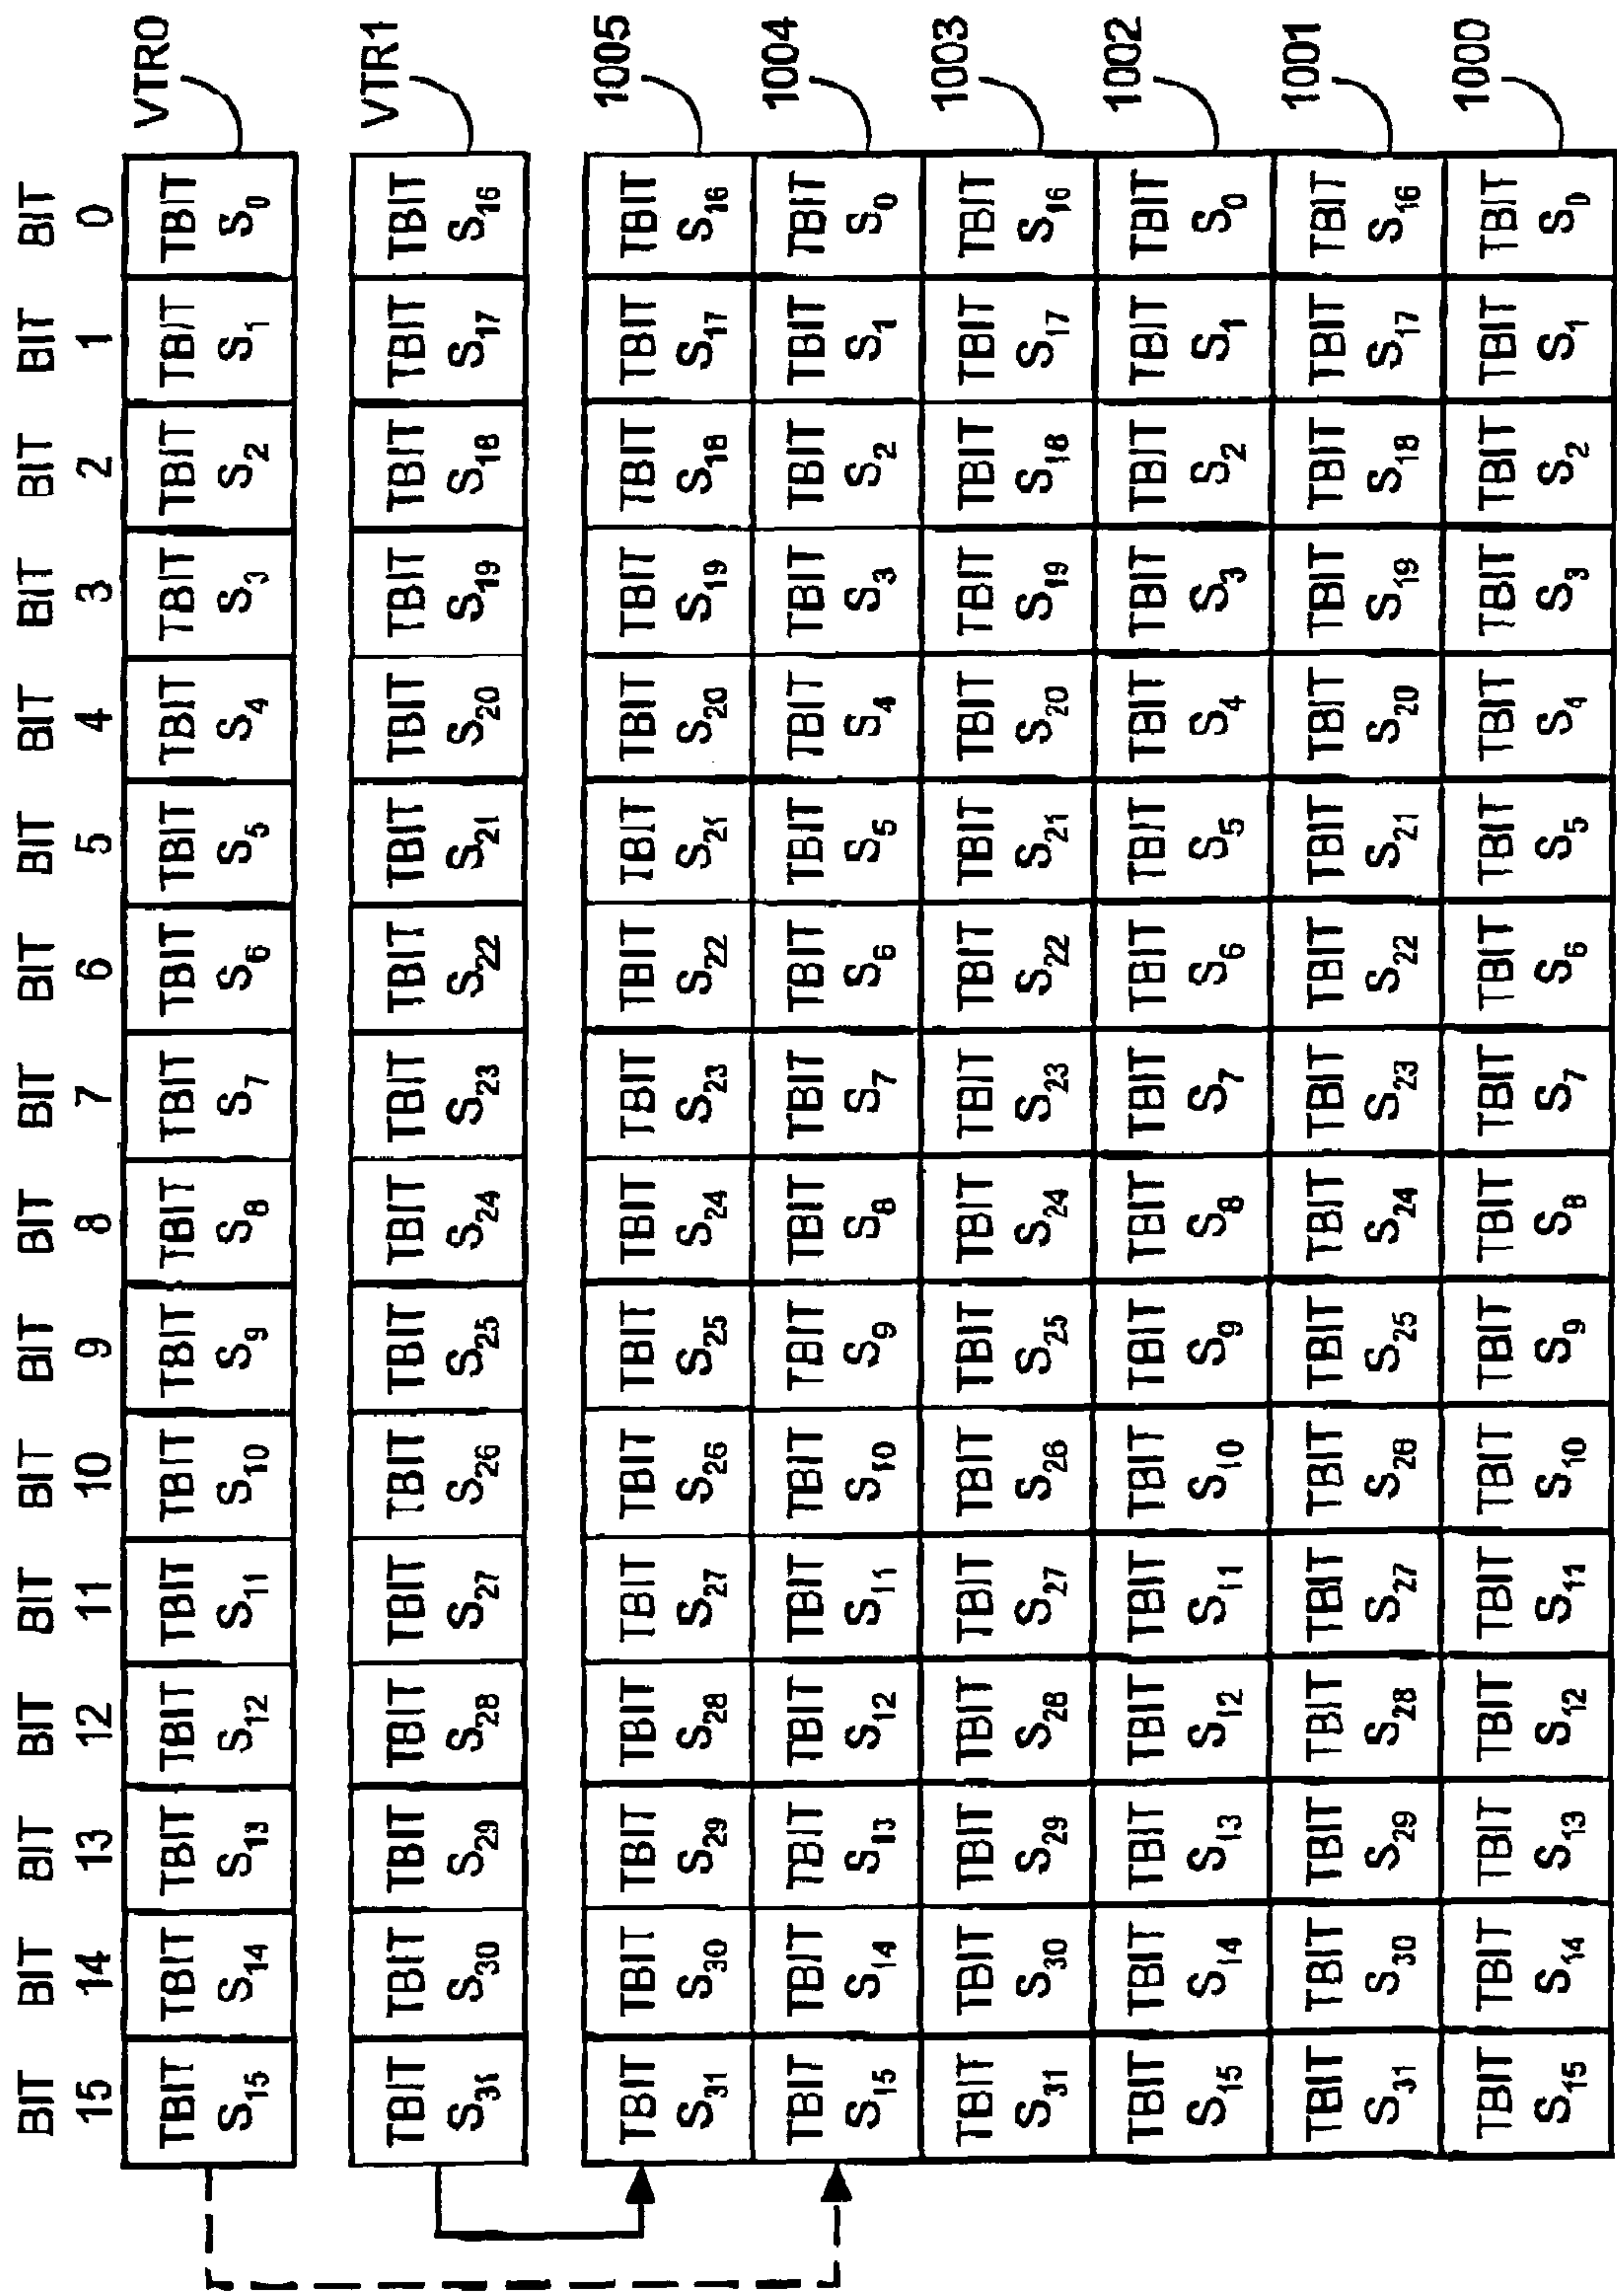 BIT BIT BIT BIT BIT BIT BIT BIT BIT BIT BIT BIT BIT BIT BIT BIT
15 14 13 12 11 10 9 8 7 6 5 4 3 2 1 0
TBIT TBIT TBIT TBIT TBIT TBIT TBIT TBIT TBIT TBIT TBIT TBIT TBIT TBIT TBIT TBIT VTR0
S15 S14 S13 S12 S11 S10 S9 S8 S7 S6 S5 S4 S3 S2 S1 S0
TBIT TBIT TBIT TBIT TBIT TBIT TBIT TBIT TBIT TBIT TBIT TBIT TBIT TBIT TBIT TBIT VTR1
S31 S30 S29 S28 S27 S26 S25 S24 S23 S22 S21 S20 S19 S18 S17 S16
TBIT TBIT TBIT TBIT TBIT TBIT TBIT TBIT TBIT TBIT TBIT TBIT TBIT TBIT TBIT TBIT 1005
S31 S30 S29 S28 S27 S26 S25 S24 S23 S22 S21 S20 S19 S18 S17 S16
TBIT TBIT TBIT TBIT TBIT TBIT TBIT TBIT TBIT TBIT TBIT TBIT TBIT TBIT TBIT TBIT 1004
S15 S14 S13 S12 S11 S10 S9 S8 S7 S6 S5 S4 S3 S2 S1 S0
TBIT TBIT TBIT TBIT TBIT TBIT TBIT TBIT TBIT TBIT TBIT TBIT TBIT TBIT TBIT TBIT 1003
S31 S30 S29 S28 S27 S26 S25 S24 S23 S22 S21 S20 S19 S18 S17 S16
TBIT TBIT TBIT TBIT TBIT TBIT TBIT TBIT TBIT TBIT TBIT TBIT TBIT TBIT TBIT TBIT 1002
S15 S14 S13 S12 S11 S10 S9 S8 S7 S6 S5 S4 S3 S2 S1 S0
TBIT TBIT TBIT TBIT TBIT TBIT TBIT TBIT TBIT TBIT TBIT TBIT TBIT TBIT TBIT TBIT 1001
S31 S30 S29 S28 S27 S26 S25 S24 S23 S22 S21 S20 S19 S18 S17 S16
TBIT TBIT TBIT TBIT TBIT TBIT TBIT TBIT TBIT TBIT TBIT TBIT TBIT TBIT TBIT TBIT 1000
S15 S14 S13 S12 S11 S10 S9 S8 S7 S6 S5 S4 S3 S2 S1 S0